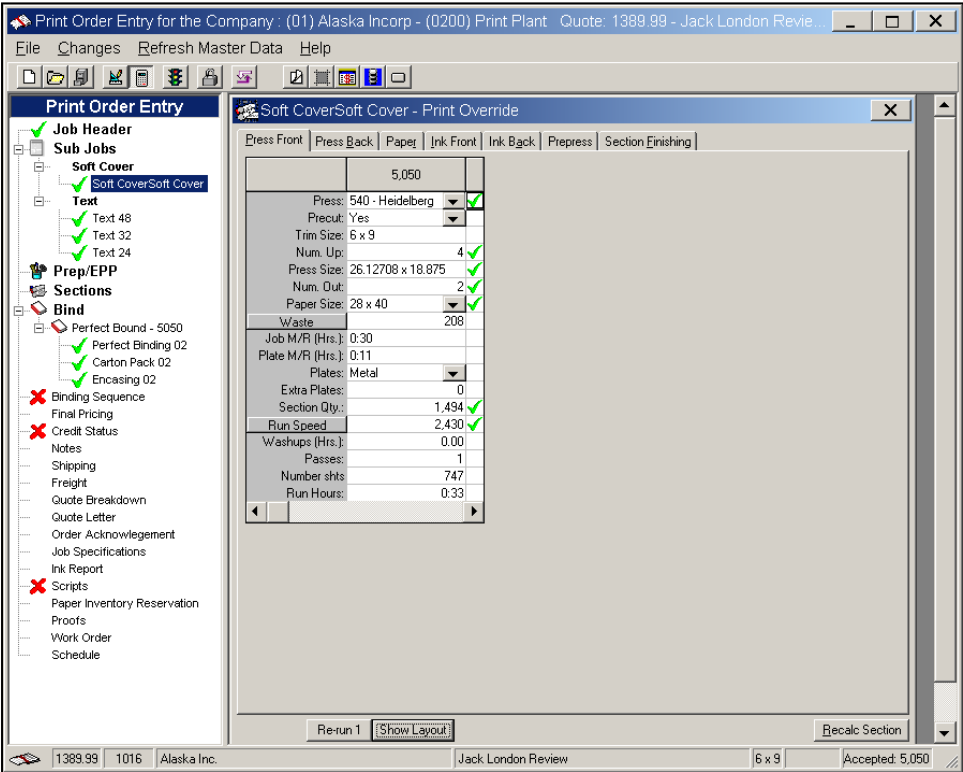 Print Order Entry for the Company : (01) Alaska Incorp - (0200) Print Plant Quote: 1389.99 - Jack London Revie...
File Changes Refresh Master Data Help
Print Order Entry
Job Header
Sub Jobs
Soft Cover
Soft CoverSoft Cover
Text
Text 48
Text 32
Text 24
Prep/EPP
Sections
Bind
Perfect Bound - 5050
Perfect Binding 02
Carton Pack 02
Encasing 02
Binding Sequence
Final Pricing
Credit Status
Notes
Shipping
Freight
Quote Breakdown
Quote Letter
Order Acknowlegement
Job Specifications
Ink Report
Scripts
Paper Inventory Reservation
Proofs
Work Order
Schedule
Soft CoverSoft Cover - Print Override
Press Front Press Back Paper Ink Front Ink Back Prepress Section Finishing
5,050
Press: 540 - Heidelberg
Precut: Yes
Trim Size: 6 x 9
Num. Up: 4
Press Size: 26.12708 x 18.875
Num. Out: 2
Paper Size: 28 x 40
Waste 208
Job M/R (Hrs.): 0:30
Plate M/R (Hrs.): 0:11
Plates: Metal
Extra Plates: 0
Section Qty.: 1,494
Run Speed 2,430
Washups (Hrs.): 0.00
Passes: 1
Number shts 747
Run Hours: 0:33
Re-run 1 Show Layout Recalc Section
1389.99 1016 Alaska Inc. Jack London Review 6 x 9 Accepted: 5,050